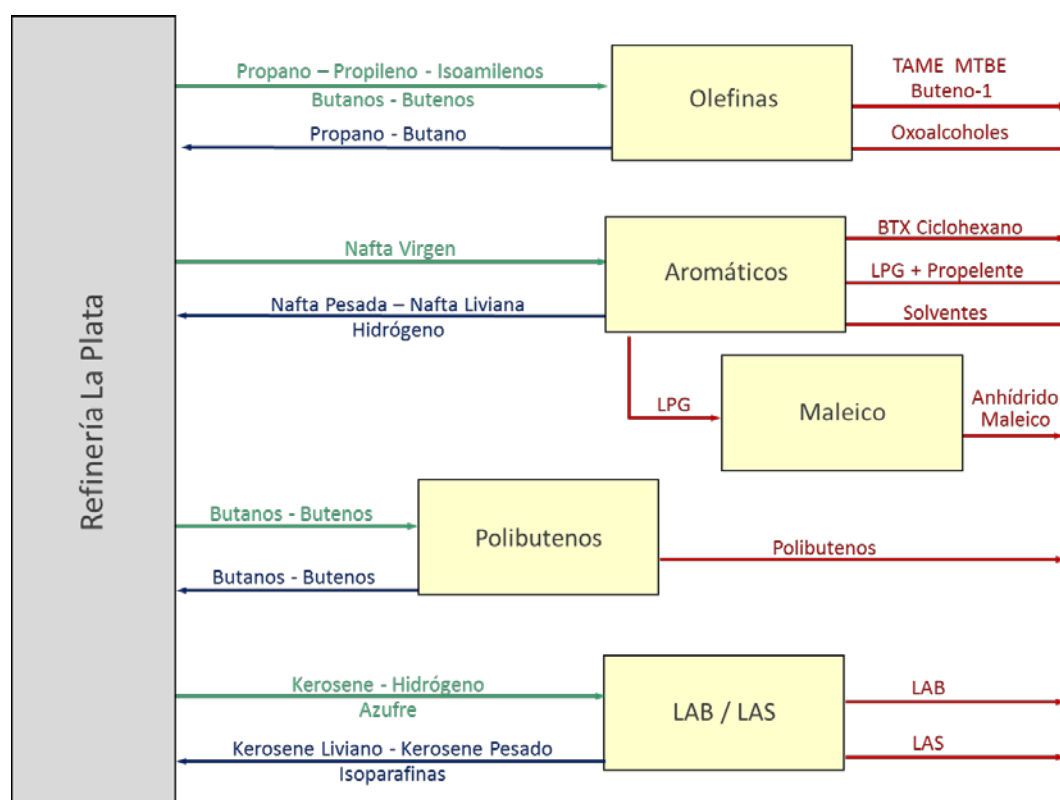 Refinería La Plata
Propano – Propileno - Isoamilenos
Butanos - Butenos
Propano - Butano
Olefinas
TAME MTBE
Buteno-1
Oxoalcoholes
Nafta Virgen
Nafta Pesada – Nafta Liviana
Hidrógeno
Aromáticos
BTX Ciclohexano
LPG + Propelente
Solventes
LPG
Maleico
Anhídrido
Maleico
Butanos - Butenos
Butanos - Butenos
Polibutenos
Polibutenos
Kerosene - Hidrógeno
Azufre
Kerosene Liviano - Kerosene Pesado
Isoparafinas
LAB / LAS
LAB
LAS